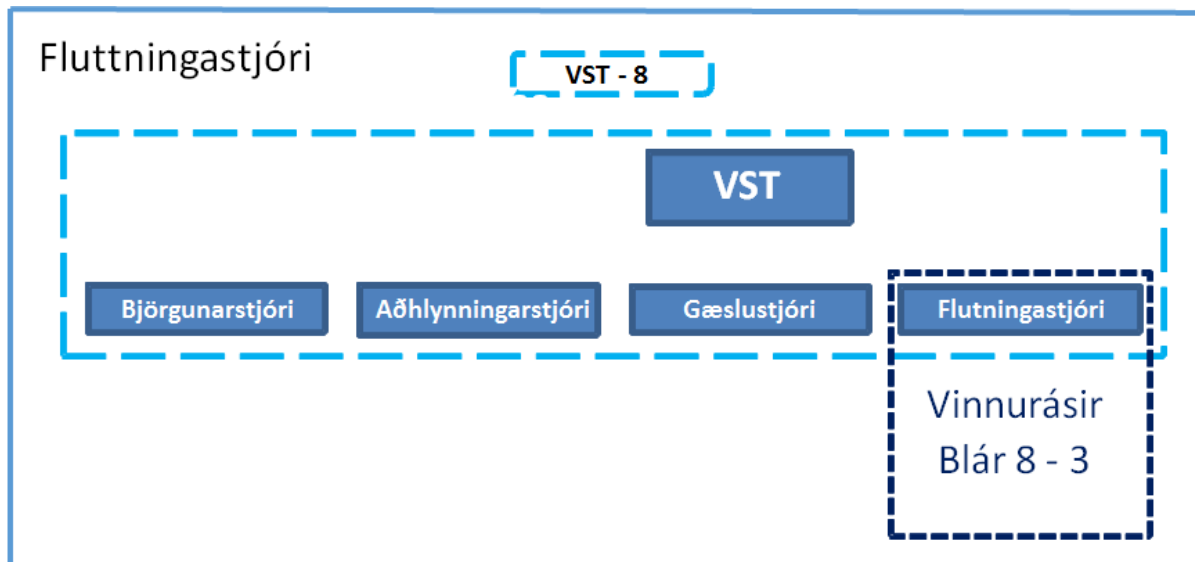 Fluttningastjóri
VST - 8
VST
Björgunarstjóri
Aðhlynningarstjóri
Gæslustjóri
Flutningastjóri
Vinnurásir
Blár 8 - 3